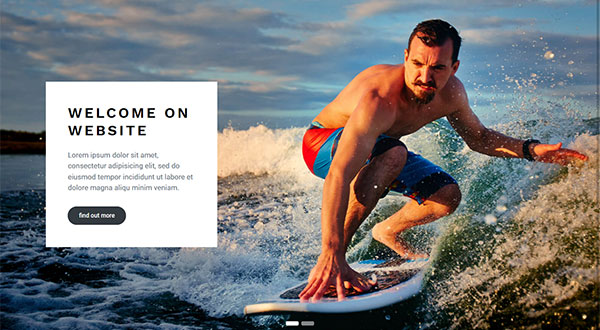 WELCOME ON
WEBSITE
Lorem ipsum dolor sit amet,
consectetur adipisicing elit, sed do
eiusmod tempor incididunt ut labore et
dolore magna aliqu minim veniam.
find out more